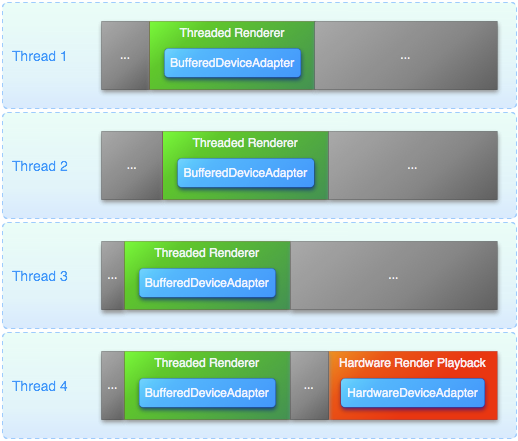 Thread 1
...
Threaded Renderer
BufferedDeviceAdapter
...
Thread 2
...
Threaded Renderer
BufferedDeviceAdapter
...
Thread 3
...
Threaded Renderer
BufferedDeviceAdapter
...
Thread 4
...
Threaded Renderer
BufferedDeviceAdapter
...
Hardware Render Playback
HardwareDeviceAdapter